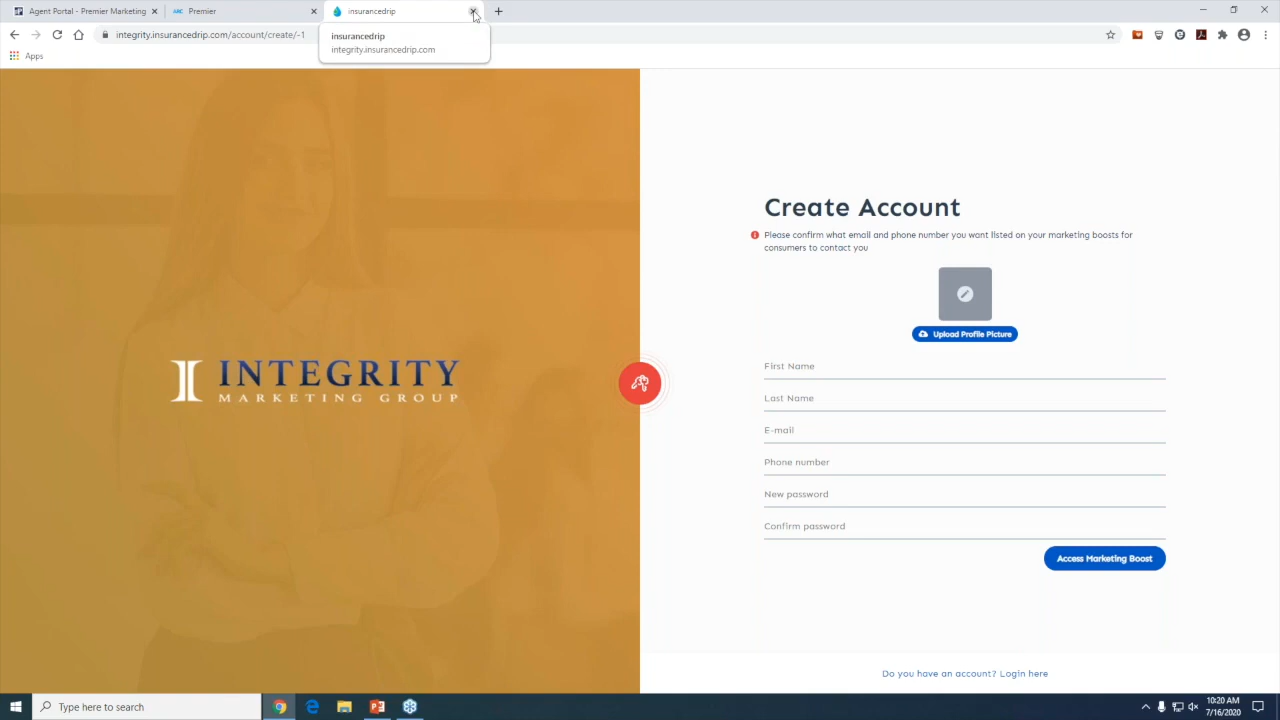 Agent Portal - Premier Marketing
ABC Premier
insurancedrip
integrity.insurancedrip.com/account/create/-1
insurancedrip
integrity.insurancedrip.com
Apps
INTEGRITY
MARKETING GROUP
Create Account
Please confirm what email and phone number you want listed on your marketing boosts for
consumers to contact you
Upload Profile Picture
First Name
Last Name
E-mail
Phone number
New password
Confirm password
Access Marketing Boost
Do you have an account? Login here
Type here to search
10:20 AM
7/16/2020